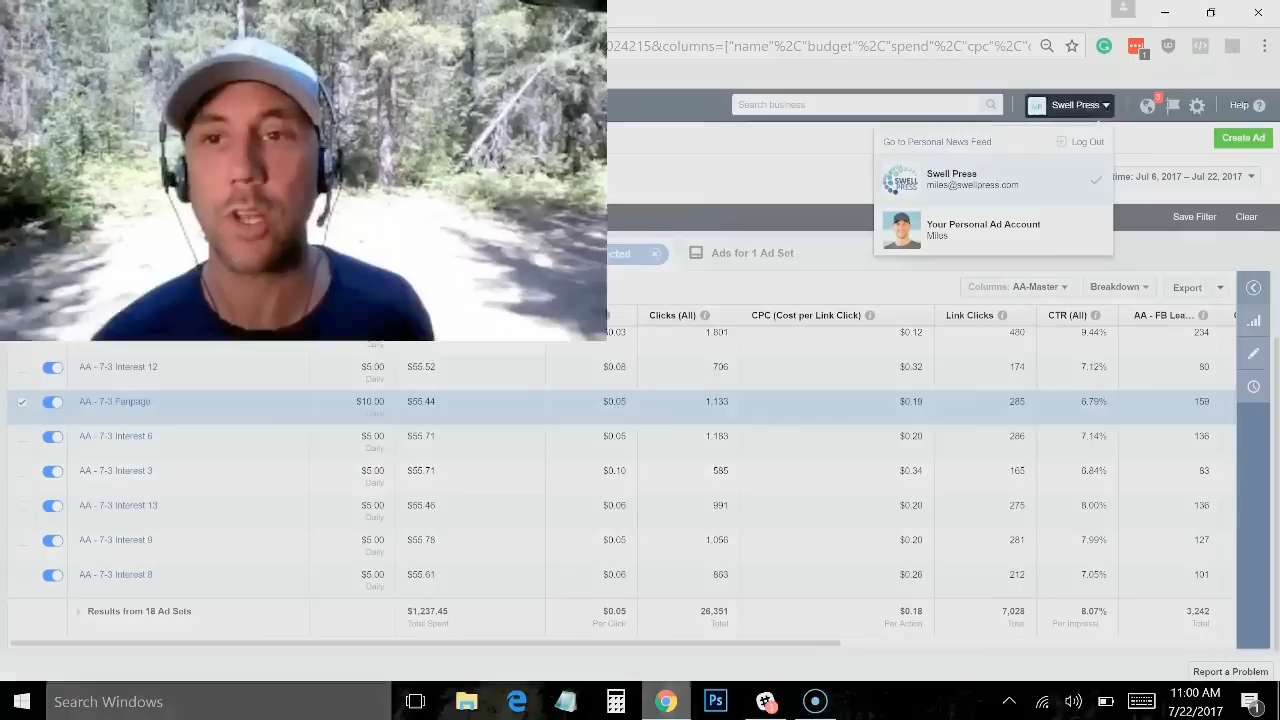 024215&columns=["name"%2C"budget"%2C"spend"%2C"cpc"%2C"c
1
Search business
Swell Press
3
Help
Go to Personal News Feed
Log Out
Create Ad
Swell Press
miles@swellpress.com
SWELL PRESS
time: Jul 6, 2017 – Jul 22, 2017
Your Personal Ad Account
Miles
Save Filter
Clear
cted
Ads for 1 Ad Set
Columns: AA-Master
Breakdown
Export
Clicks (All)
CPC (Cost per Link Click)
Link Clicks
CTR (All)
AA - FB Lea...
$0.03 1,801 $0.12 480 9.44% 234
Daily
AA - 7-3 Interest 12 $5.00 $55.52 $0.08 706 $0.32 174 7.12% 80
Daily
AA - 7-3 Fanpage $10.00 $55.44 $0.05 1,133 $0.19 285 6.79% 159
Daily
AA - 7-3 Interest 6 $5.00 $55.71 $0.05 1,183 $0.20 286 7.14% 136
Daily
AA - 7-3 Interest 3 $5.00 $55.71 $0.10 585 $0.34 165 6.84% 83
Daily
AA - 7-3 Interest 13 $5.00 $55.46 $0.06 991 $0.20 275 8.00% 136
Daily
AA - 7-3 Interest 9 $5.00 $55.78 $0.05 1,056 $0.20 281 7.99% 127
Daily
AA - 7-3 Interest 8 $5.00 $55.61 $0.06 863 $0.26 212 7.05% 101
Results from 18 Ad Sets $1,237.45 $0.05 26,351 $0.18 7,028 8.07% 3,242
Total Spent Per Click Total Per Action Total Per Impressi Total
Report a Problem
Search Windows
Ps
11:00 AM
7/22/2017